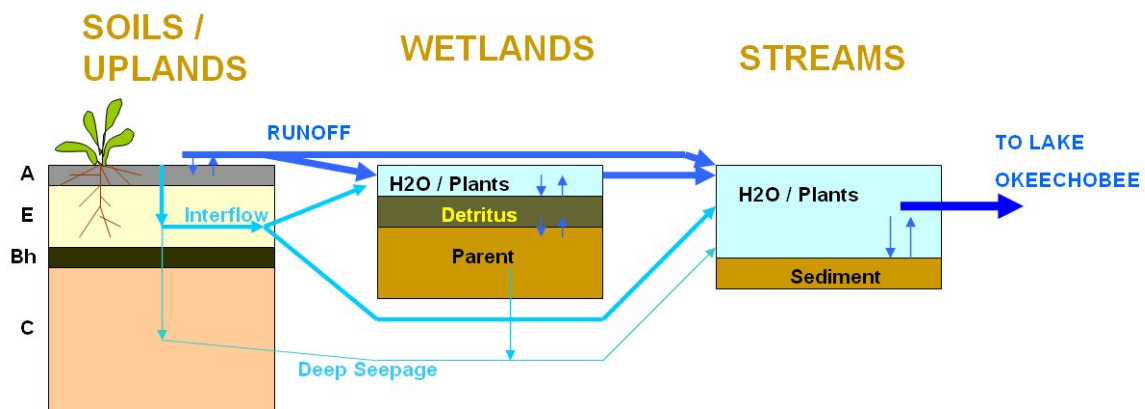 SOILS /
UPLANDS
WETLANDS
STREAMS
RUNOFF
TO LAKE
OKEECHOBEE
A
E
Bh
C
Interflow
H2O / Plants
Detritus
Parent
H2O / Plants
Sediment
Deep Seepage